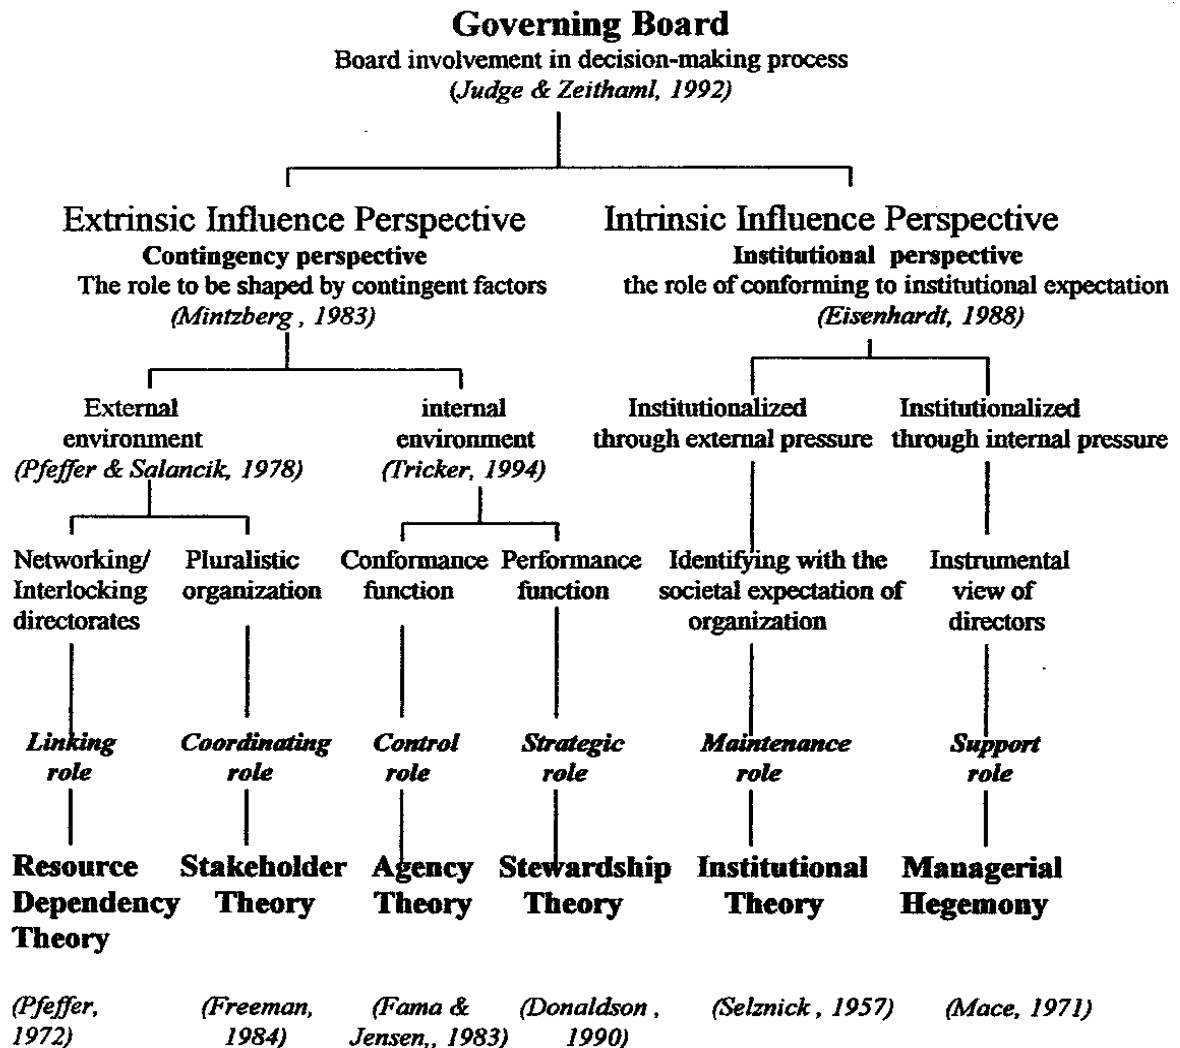 Governing Board
Board involvement in decision-making process
(Judge & Zeithaml, 1992)
Extrinsic Influence Perspective
Contingency perspective
The role to be shaped by contingent factors
(Mintzberg , 1983)
Intrinsic Influence Perspective
Institutional perspective
the role of conforming to institutional expectation
(Eisenhardt, 1988)
External
environment
(Pfeffer & Salancik, 1978)
internal
environment
(Tricker, 1994)
Institutionalized
through external pressure
Institutionalized
through internal pressure
Networking/
Interlocking
directorates
Pluralistic
organization
Conformance
function
Performance
function
Identifying with the
societal expectation of
organization
Instrumental
view of
directors
Linking
role
Coordinating
role
Control
role
Strategic
role
Maintenance
role
Support
role
Resource
Dependency
Theory
Stakeholder
Theory
Agency
Theory
Stewardship
Theory
Institutional
Theory
Managerial
Hegemony
(Pfeffer,
1972)
(Freeman,
1984)
(Fama &
Jensen,, 1983)
(Donaldson ,
1990)
(Selznick , 1957)
(Mace, 1971)